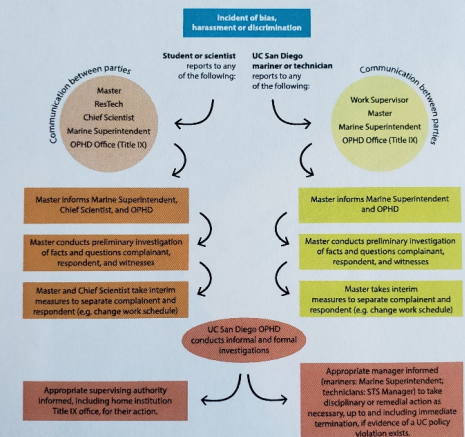 Incident of bias,
harassment or discrimination
Student or scientist
reports to any
of the following:
UC San Diego
mariner or technician
reports to any
of the following:
Communication between parties
Master
ResTech
Chief Scientist
Marine Superintendent
OPHD Office (Title IX)
Communication between parties
Work Supervisor
Master
Marine Superintendent
OPHD Office (Title IX)
Master informs Marine Superintendent,
Chief Scientist, and OPHD
Master informs Marine Superintendent
and OPHD
Master conducts preliminary investigation
of facts and questions complainant,
respondent, and witnesses
Master conducts preliminary investigation
of facts and questions complainant,
respondent, and witnesses
Master and Chief Scientist take interim
measures to separate complainent and
respondent (e.g. change work schedule)
Master takes interim
measures to separate complainent and
respondent (e.g. change work schedule)
UC San Diego OPHD
conducts informal and formal
investigations
Appropriate supervising authority
informed, including home institution
Title IX office, for their action.
Appropriate manager informed
(mariners: Marine Superintendent;
technicians: STS Manager) to take
disciplinary or remedial action as
necessary, up to and including immediate
termination, if evidence of a UC policy
violation exists.